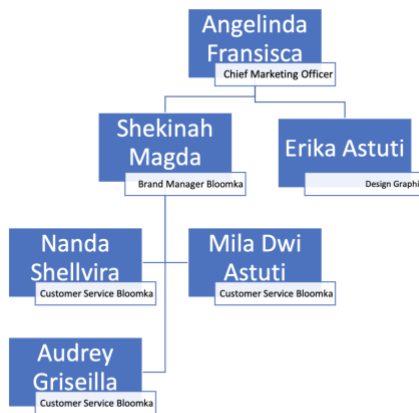 Angelinda
Fransisca
Chief Marketing Officer
Shekinah
Magda
Brand Manager Bloomka
Erika Astuti
Design Graphi
Nanda
Shellvira
Customer Service Bloomka
Mila Dwi
Astuti
Customer Service Bloomka
Audrey
Griseilla
Customer Service Bloomka